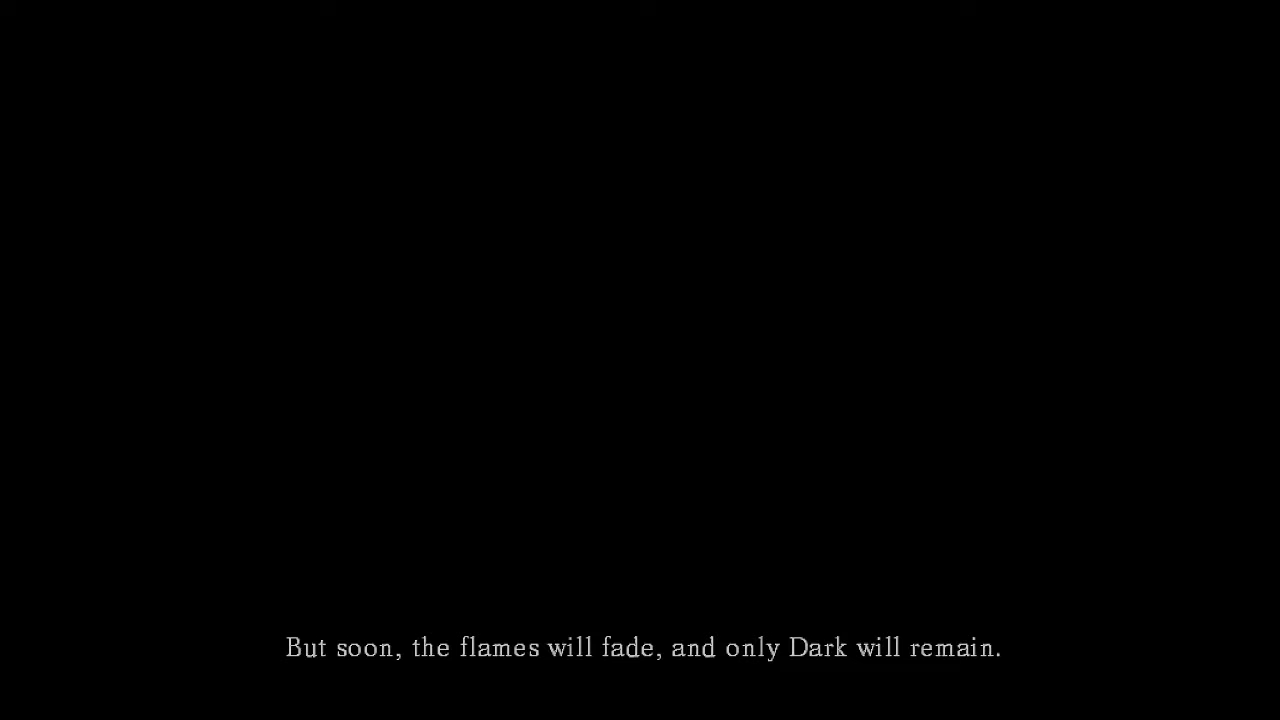 But soon, the flames will fade, and only Dark will remain.